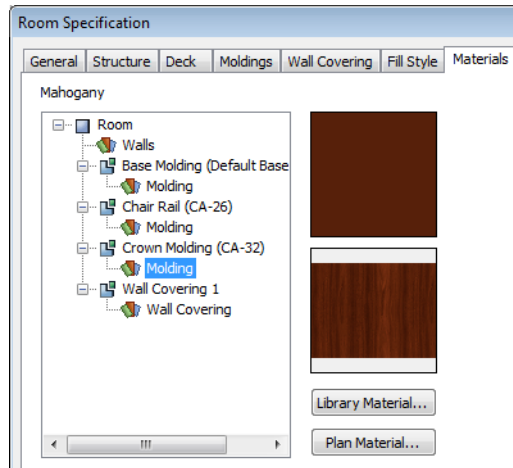 Room Specification
General Structure Deck Moldings Wall Covering Fill Style Materials
Mahogany
Room
Walls
Base Molding (Default Base
Molding
Chair Rail (CA-26)
Molding
Crown Molding (CA-32)
Molding
Wall Covering 1
Wall Covering
Library Material...
Plan Material...